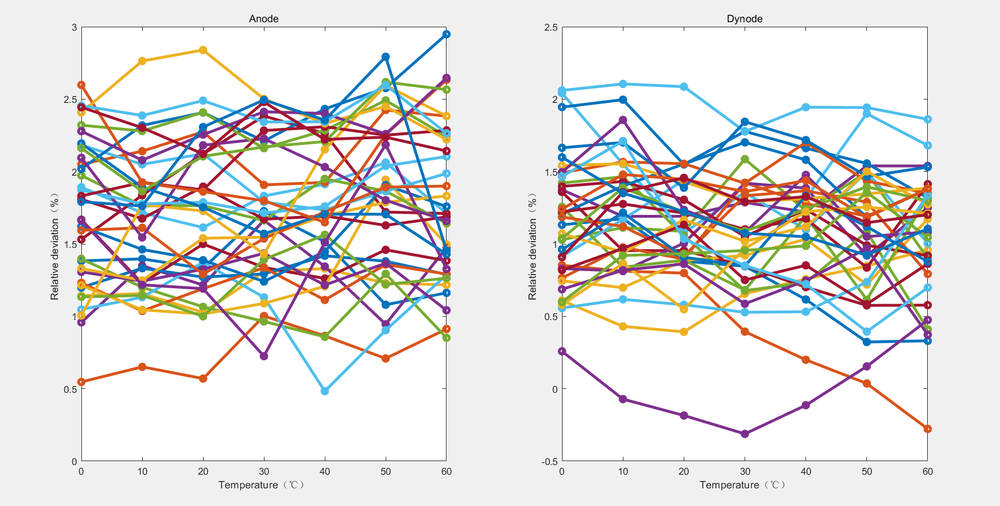 Anode
3
2.5
2
1.5
1
0.5
0
Relative deviation（%）
0 10 20 30 40 50 60
Temperature（℃）
Dynode
2.5
2
1.5
1
0.5
0
-0.5
Relative deviation（%）
0 10 20 30 40 50 60
Temperature（℃）